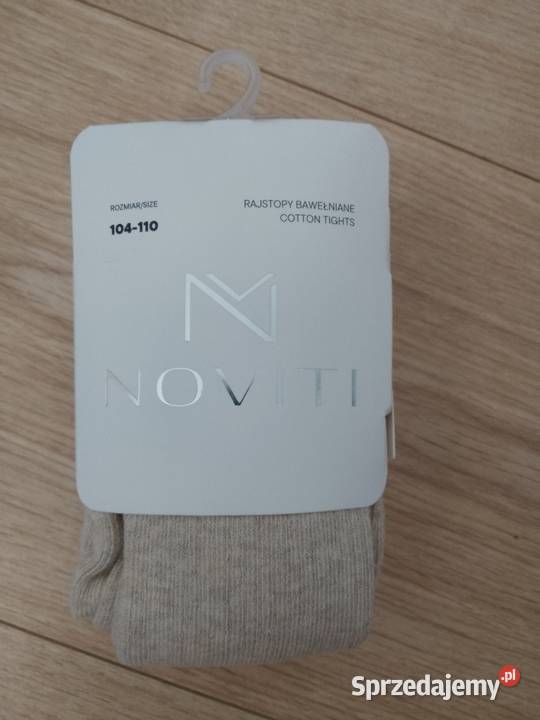 ROZMIAR/SIZE
104-110
RAJSTOPY BAWEŁNIANE
COTTON TIGHTS
NOVITI
Sprzedajemy.pl